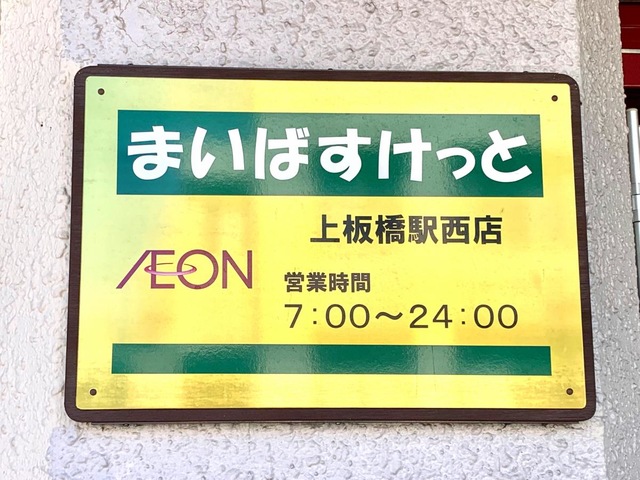 まいばすけっと
上板橋駅西店
ÆON
営業時間
7:00〜24:00